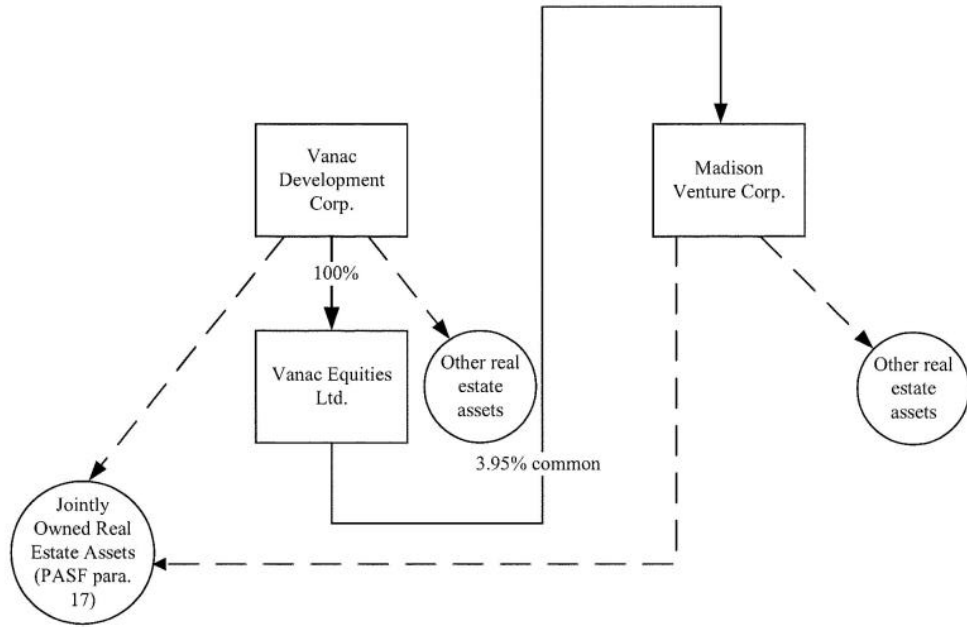 Vanac
Development
Corp.
Madison
Venture Corp.
100%
Vanac Equities
Ltd.
Other real
estate
assets
Other real
estate
assets
3.95% common
Jointly
Owned Real
Estate Assets
(PASF para.
17)